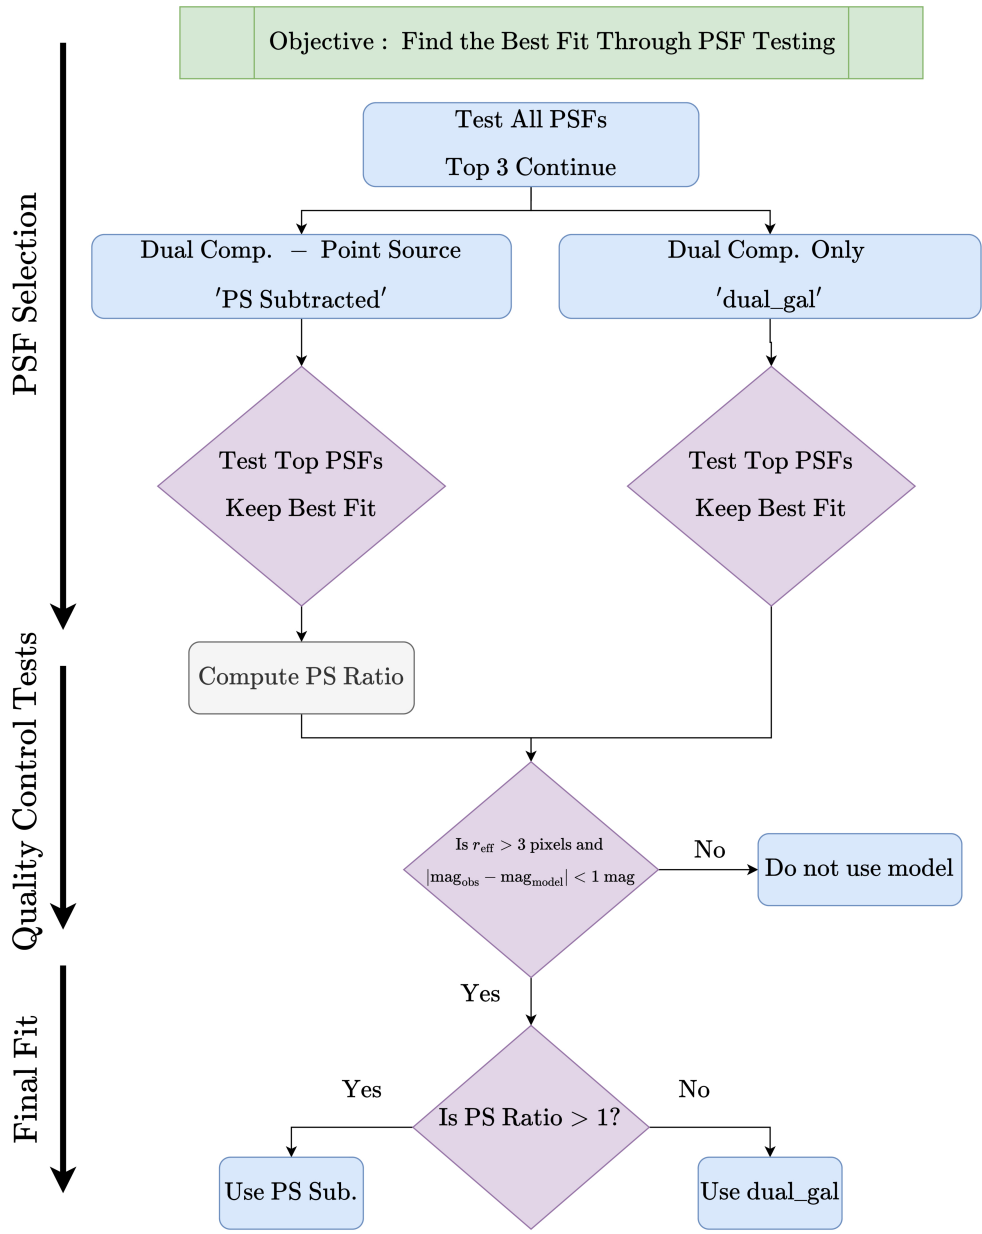 Objective : Find the Best Fit Through PSF Testing
Test All PSFs
Top 3 Continue
PSF Selection
Dual Comp. − Point Source
′PS Subtracted′
Dual Comp. Only
′dual_gal′
Test Top PSFs
Keep Best Fit
Test Top PSFs
Keep Best Fit
Quality Control Tests
Compute PS Ratio
Is r_eff > 3 pixels and
|mag_obs − mag_model| < 1 mag
No
Do not use model
Yes
Final Fit
Is PS Ratio > 1?
Yes
No
Use PS Sub.
Use dual_gal